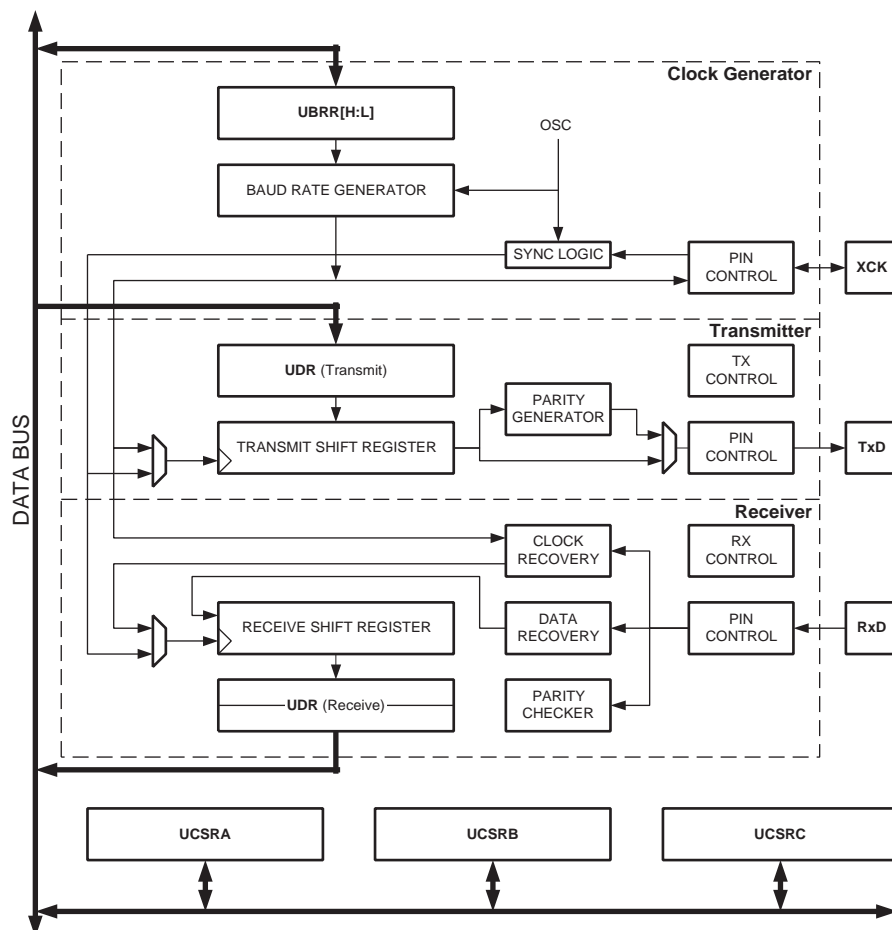 Clock Generator
UBRR[H:L]
OSC
BAUD RATE GENERATOR
SYNC LOGIC
PIN
CONTROL
XCK
Transmitter
UDR (Transmit)
TX
CONTROL
PARITY
GENERATOR
TRANSMIT SHIFT REGISTER
PIN
CONTROL
TxD
DATA BUS
Receiver
CLOCK
RECOVERY
RX
CONTROL
RECEIVE SHIFT REGISTER
DATA
RECOVERY
PIN
CONTROL
RxD
UDR (Receive)
PARITY
CHECKER
UCSRA
UCSRB
UCSRC